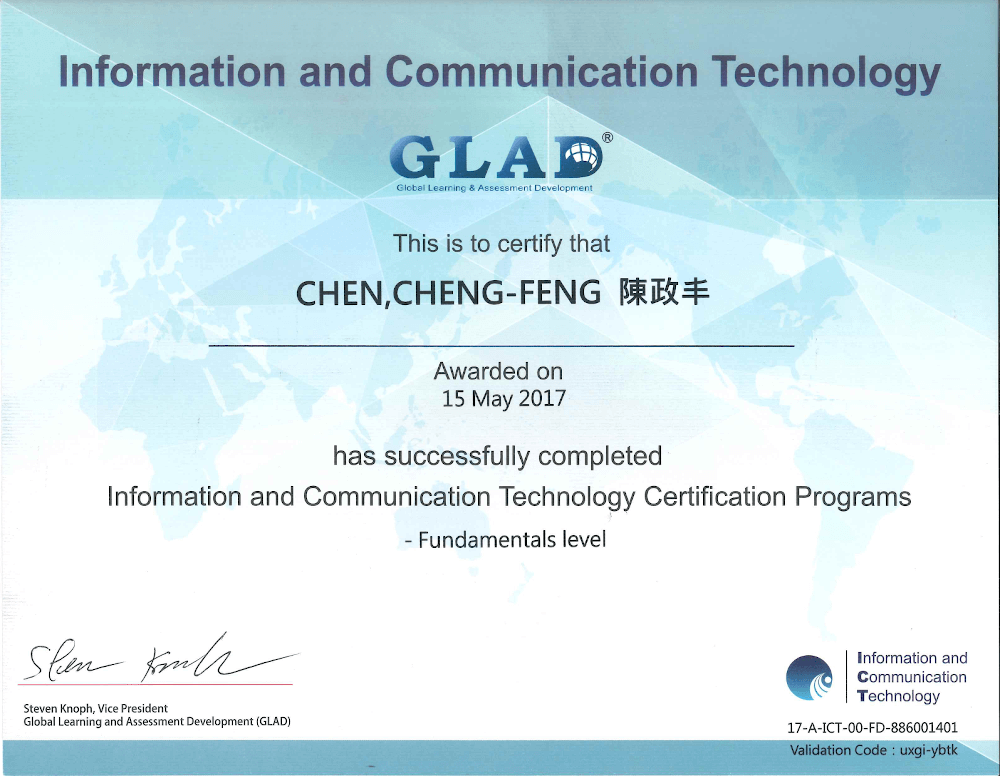 Information and Communication Technology
GLAD®
Global Learning & Assessment Development
This is to certify that
CHEN,CHENG-FENG 陳政丰
Awarded on
15 May 2017
has successfully completed
Information and Communication Technology Certification Programs
- Fundamentals level
Steven Knoph
Steven Knoph, Vice President
Global Learning and Assessment Development (GLAD)
Information and
Communication
Technology
17-A-ICT-00-FD-886001401
Validation Code : uxgi-ybtk